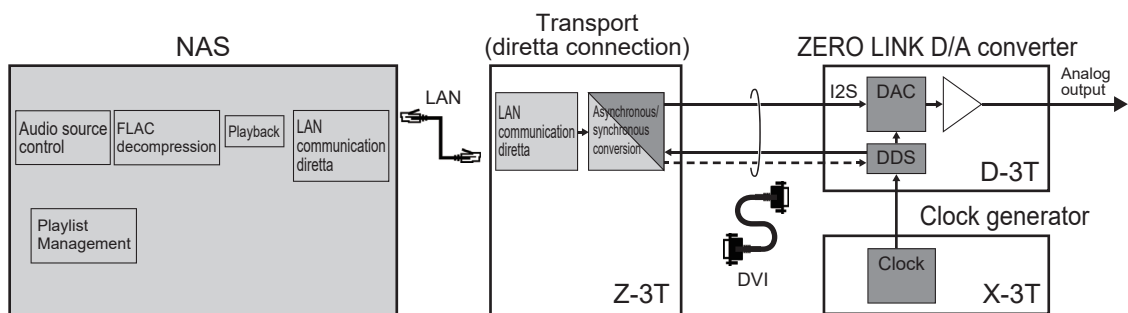 NAS
Audio source
control
FLAC
decompression
Playback
LAN
communication
diretta
Playlist
Management
LAN
Transport
(diretta connection)
LAN
communication
diretta
Asynchronous/
synchronous
conversion
Z-3T
DVI
ZERO LINK D/A converter
I2S
DAC
DDS
D-3T
Analog
output
Clock generator
Clock
X-3T